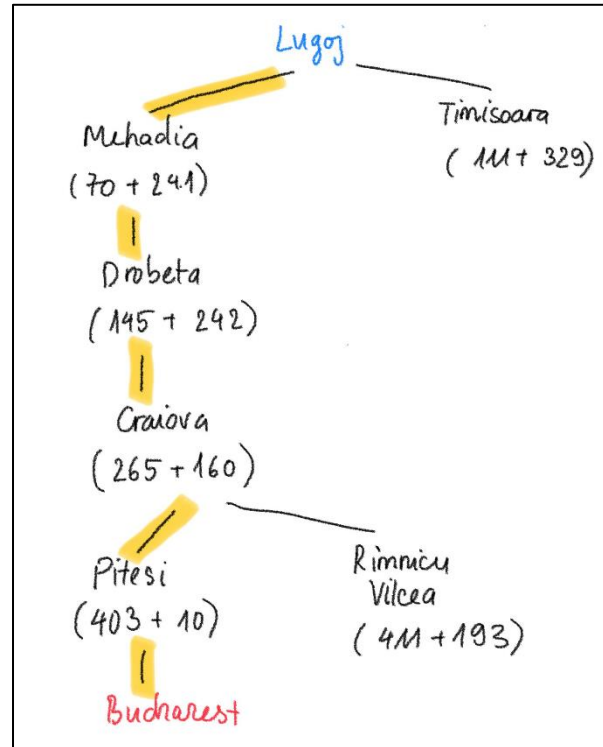 Lugoj
Mehadia
(70 + 241)
Timisoara
(111 + 329)
Drobeta
(145 + 242)
Craiova
(265 + 160)
Pitesi
(403 + 10)
Rimnicu
Vilcea
(411 + 193)
Bucharest